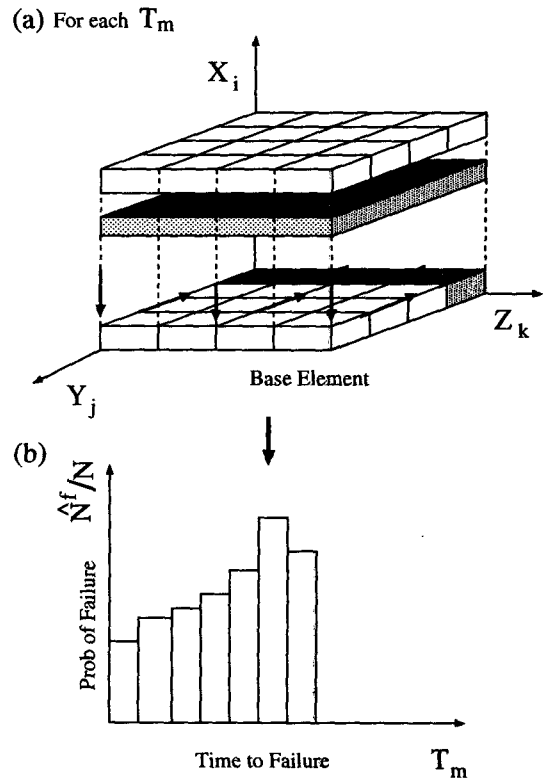 (a) For each T_m
X_i
Z_k
Y_j
Base Element
(b)
N̂^f/N
Prob of Failure
Time to Failure
T_m